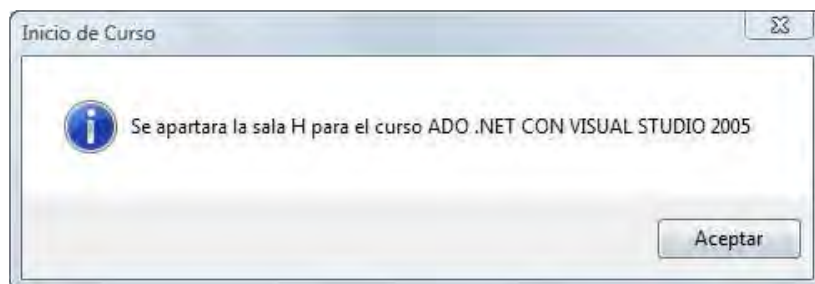 Inicio de Curso
Se apartara la sala H para el curso ADO .NET CON VISUAL STUDIO 2005
Aceptar